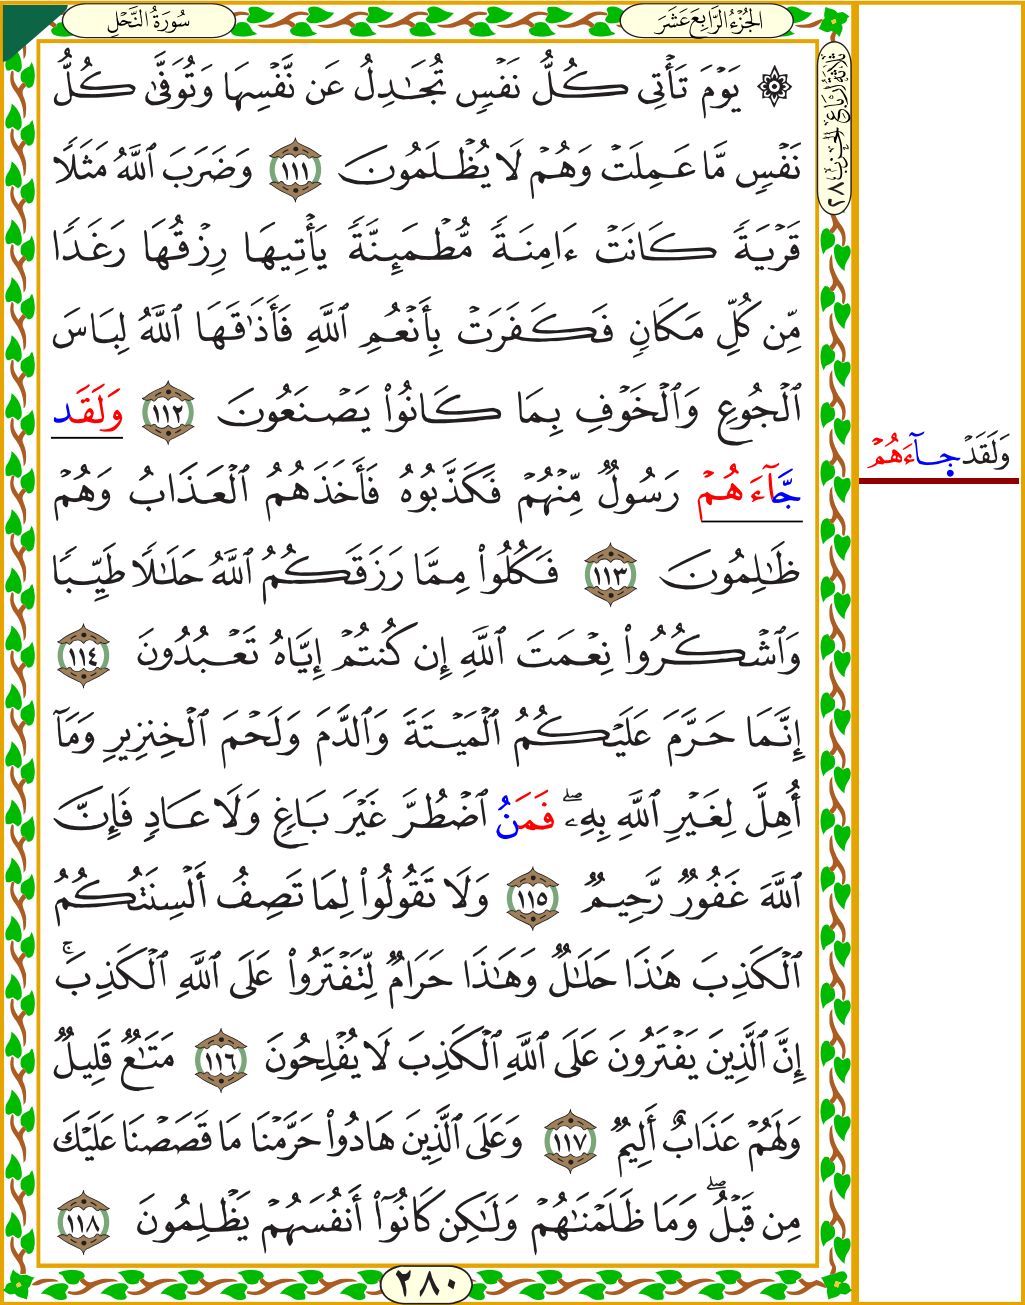 سُورَةُ النَّحْلِ
الجُزْءُ الرَّابِعَ عَشَرَ
ثَلَاثَةُ أَرْبَاعِ الحِزْبِ ٢٨
۞ يَوْمَ تَأْتِى كُلُّ نَفْسٍ تُجَـٰدِلُ عَن نَّفْسِهَا وَتُوَفَّىٰ كُلُّ
نَفْسٍ مَّا عَمِلَتْ وَهُمْ لَا يُظْلَمُونَ ١١١ وَضَرَبَ ٱللَّهُ مَثَلًا
قَرْيَةً كَانَتْ ءَامِنَةً مُّطْمَئِنَّةً يَأْتِيهَا رِزْقُهَا رَغَدًا
مِّن كُلِّ مَكَانٍ فَكَفَرَتْ بِأَنْعُمِ ٱللَّهِ فَأَذَٰقَهَا ٱللَّهُ لِبَاسَ
ٱلْجُوعِ وَٱلْخَوْفِ بِمَا كَانُوا۟ يَصْنَعُونَ ١١٢ وَلَقَد
جَّآءَهُمْ رَسُولٌ مِّنْهُمْ فَكَذَّبُوهُ فَأَخَذَهُمُ ٱلْعَذَابُ وَهُمْ
ظَـٰلِمُونَ ١١٣ فَكُلُوا۟ مِمَّا رَزَقَكُمُ ٱللَّهُ حَلَـٰلًا طَيِّبًا
وَٱشْكُرُوا۟ نِعْمَتَ ٱللَّهِ إِن كُنتُمْ إِيَّاهُ تَعْبُدُونَ ١١٤
إِنَّمَا حَرَّمَ عَلَيْكُمُ ٱلْمَيْتَةَ وَٱلدَّمَ وَلَحْمَ ٱلْخِنزِيرِ وَمَآ
أُهِلَّ لِغَيْرِ ٱللَّهِ بِهِۦۖ فَمَنُ ٱضْطُرَّ غَيْرَ بَاغٍ وَلَا عَادٍ فَإِنَّ
ٱللَّهَ غَفُورٌ رَّحِيمٌ ١١٥ وَلَا تَقُولُوا۟ لِمَا تَصِفُ أَلْسِنَتُكُمُ
ٱلْكَذِبَ هَـٰذَا حَلَـٰلٌ وَهَـٰذَا حَرَامٌ لِّتَفْتَرُوا۟ عَلَى ٱللَّهِ ٱلْكَذِبَۚ
إِنَّ ٱلَّذِينَ يَفْتَرُونَ عَلَى ٱللَّهِ ٱلْكَذِبَ لَا يُفْلِحُونَ ١١٦ مَتَـٰعٌ قَلِيلٌ
وَلَهُمْ عَذَابٌ أَلِيمٌ ١١٧ وَعَلَى ٱلَّذِينَ هَادُوا۟ حَرَّمْنَا مَا قَصَصْنَا عَلَيْكَ
مِن قَبْلُۖ وَمَا ظَلَمْنَـٰهُمْ وَلَـٰكِن كَانُوٓا۟ أَنفُسَهُمْ يَظْلِمُونَ ١١٨
وَلَقَدْ جَآءَهُمْ
٢٨٠